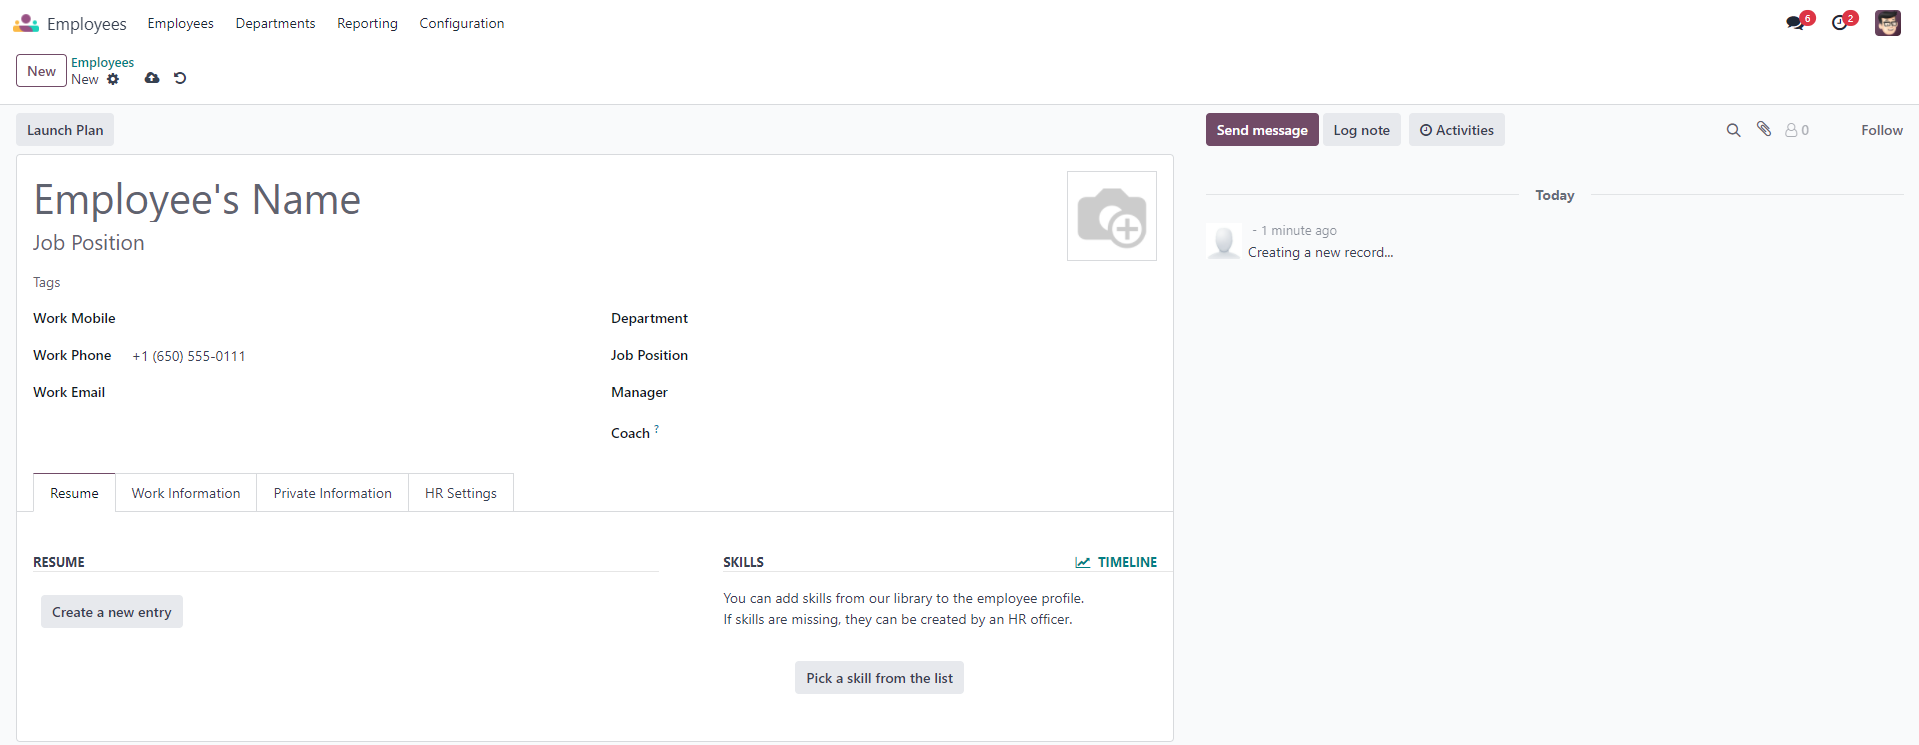 Employees Employees Departments Reporting Configuration 6 2
New Employees
New
Launch Plan Send message Log note Activities 0 Follow
Employee's Name
Job Position
Tags
Work Mobile
Work Phone +1 (650) 555-0111
Work Email
Department
Job Position
Manager
Coach ?
Resume Work Information Private Information HR Settings
RESUME
Create a new entry
SKILLS TIMELINE
You can add skills from our library to the employee profile.
If skills are missing, they can be created by an HR officer.
Pick a skill from the list
Today
- 1 minute ago
Creating a new record...